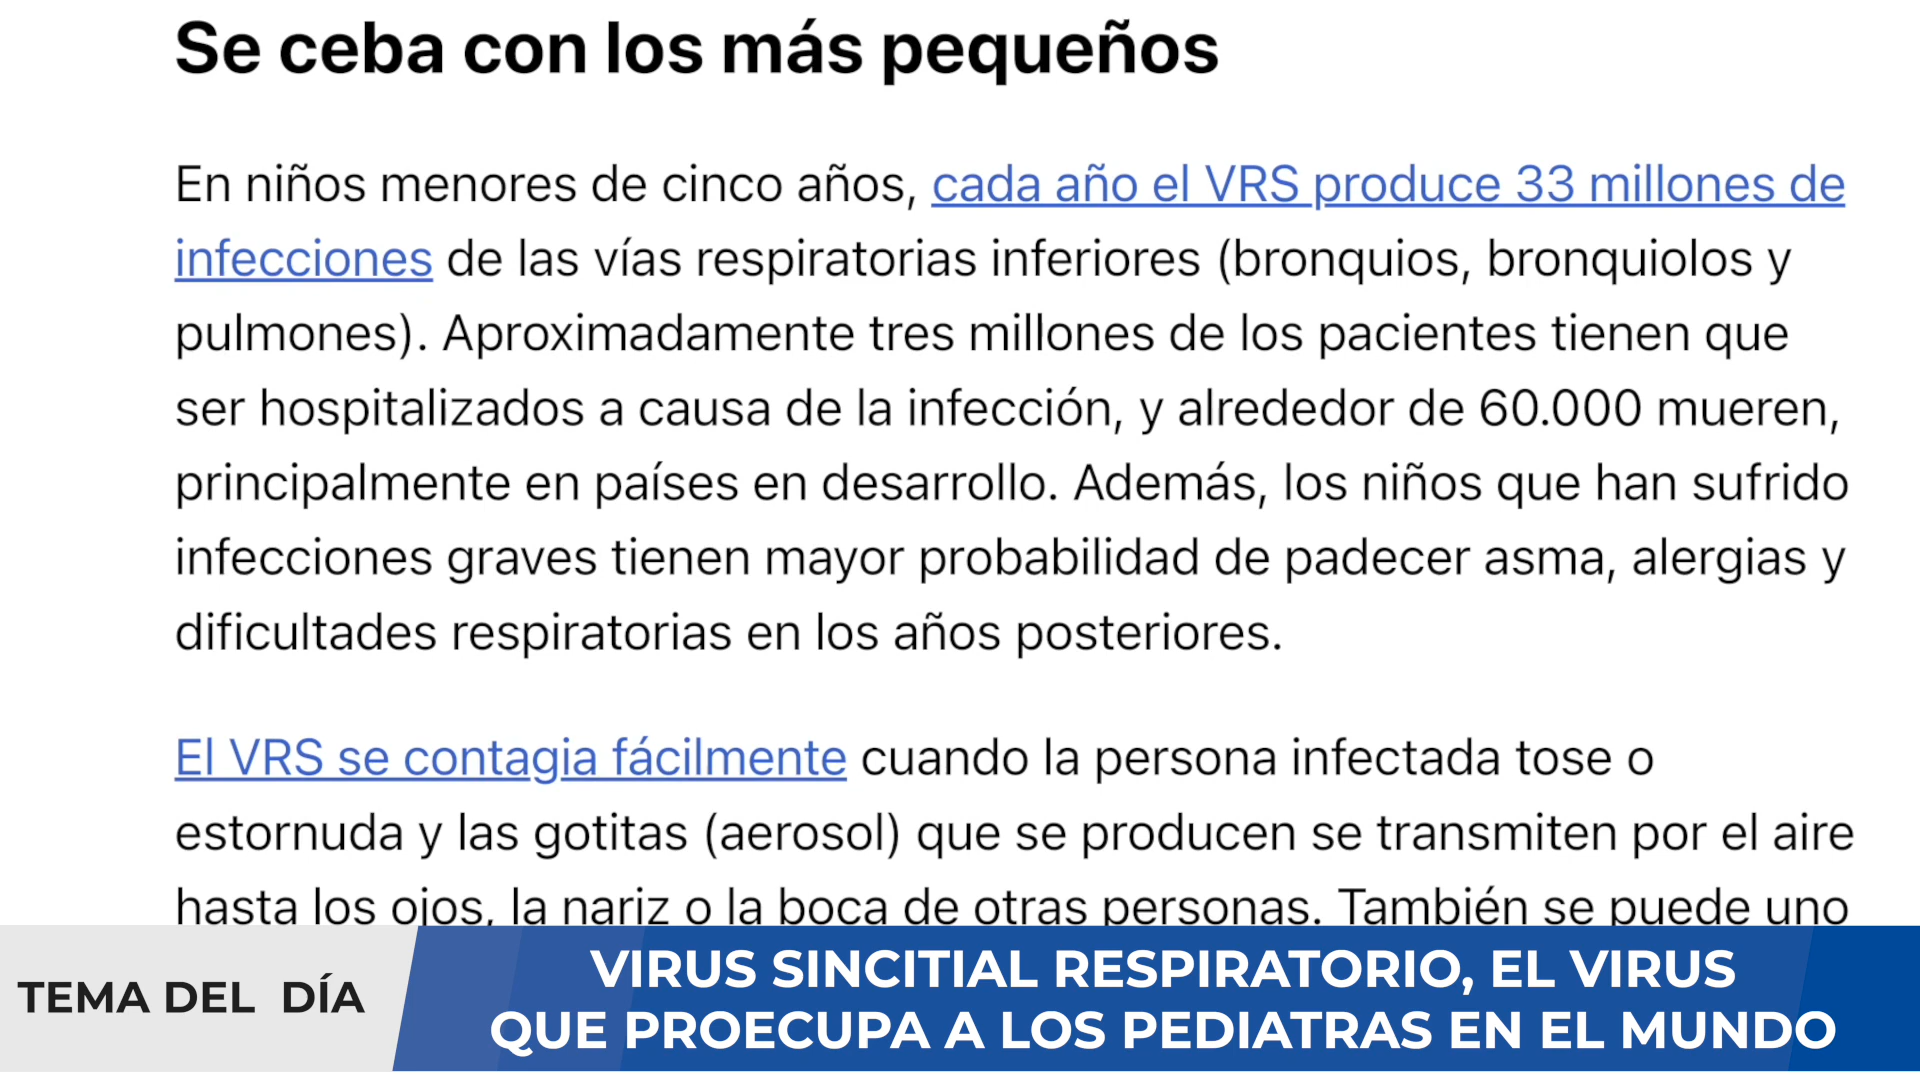 Se ceba con los más pequeños
En niños menores de cinco años, cada año el VRS produce 33 millones de
infecciones de las vías respiratorias inferiores (bronquios, bronquiolos y
pulmones). Aproximadamente tres millones de los pacientes tienen que
ser hospitalizados a causa de la infección, y alrededor de 60.000 mueren,
principalmente en países en desarrollo. Además, los niños que han sufrido
infecciones graves tienen mayor probabilidad de padecer asma, alergias y
dificultades respiratorias en los años posteriores.
El VRS se contagia fácilmente cuando la persona infectada tose o
estornuda y las gotitas (aerosol) que se producen se transmiten por el aire
hasta los ojos, la nariz o la boca de otras personas. También se puede uno
TEMA DEL DÍA
VIRUS SINCITIAL RESPIRATORIO, EL VIRUS
QUE PROECUPA A LOS PEDIATRAS EN EL MUNDO